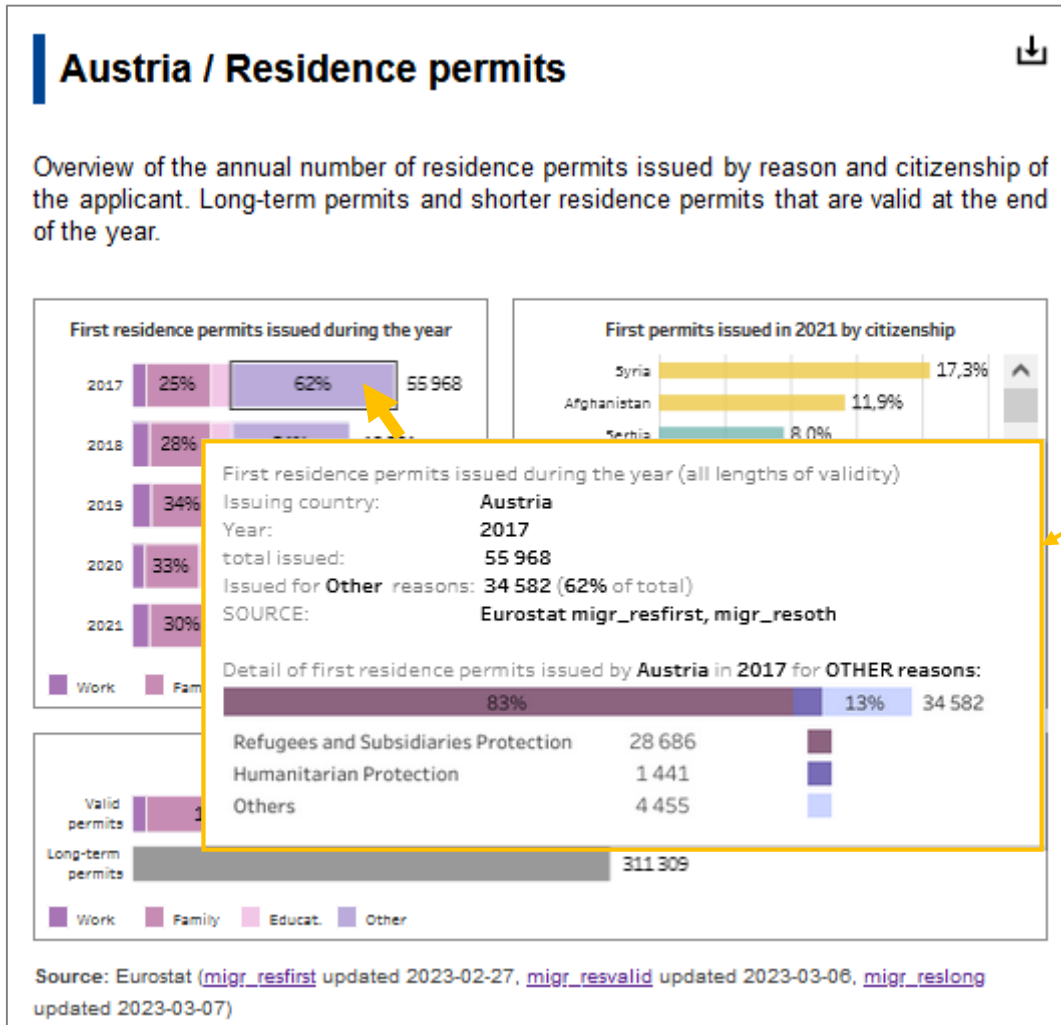 Austria / Residence permits
Overview of the annual number of residence permits issued by reason and citizenship of
the applicant. Long-term permits and shorter residence permits that are valid at the end
of the year.
First residence permits issued during the year
2017 25% 62% 55 968
2018 28%
2019 34%
2020 33%
2021 30%
Work Fam
First permits issued in 2021 by citizenship
Syria 17,3%
Afghanistan 11,9%
Serbia 8,0%
First residence permits issued during the year (all lengths of validity)
Issuing country: Austria
Year: 2017
total issued: 55 968
Issued for Other reasons: 34 582 (62% of total)
SOURCE: Eurostat migr_resfirst, migr_resoth
Detail of first residence permits issued by Austria in 2017 for OTHER reasons:
83% 13% 34 582
Refugees and Subsidiaries Protection 28 686
Humanitarian Protection 1 441
Others 4 455
Valid
permits
Long-term
permits
311 309
Work Family Educat. Other
Source: Eurostat (migr_resfirst updated 2023-02-27, migr_resvalid updated 2023-03-06, migr_reslong
updated 2023-03-07)